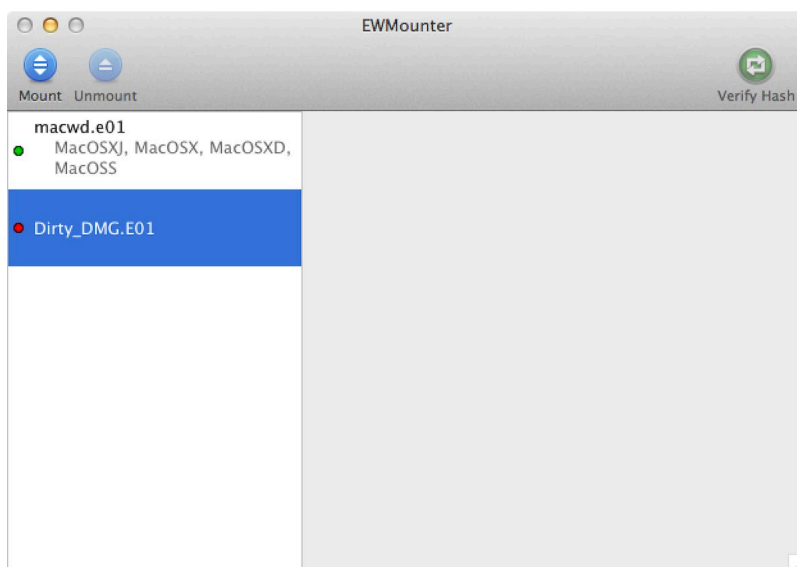 EWMounter
Mount Unmount
Verify Hash
macwd.e01
MacOSXJ, MacOSX, MacOSXD,
MacOSS
Dirty_DMG.E01